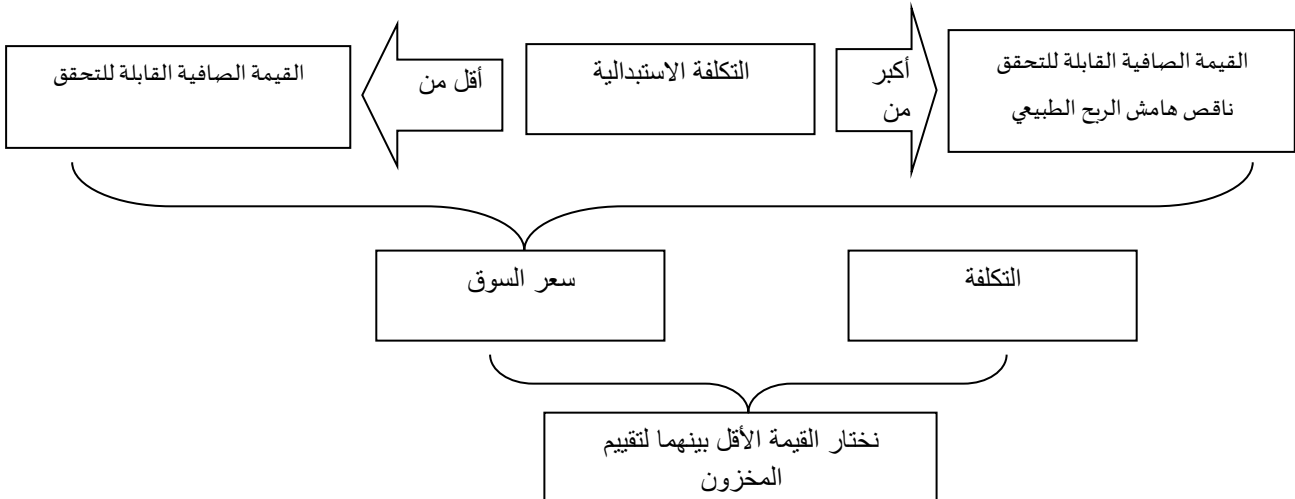 القيمة الصافية القابلة للتحقق
ناقص هامش الربح الطبيعي
أكبر
من
التكلفة الاستبدالية
أقل من
القيمة الصافية القابلة للتحقق
التكلفة
سعر السوق
نختار القيمة الأقل بينهما لتقييم
المخزون